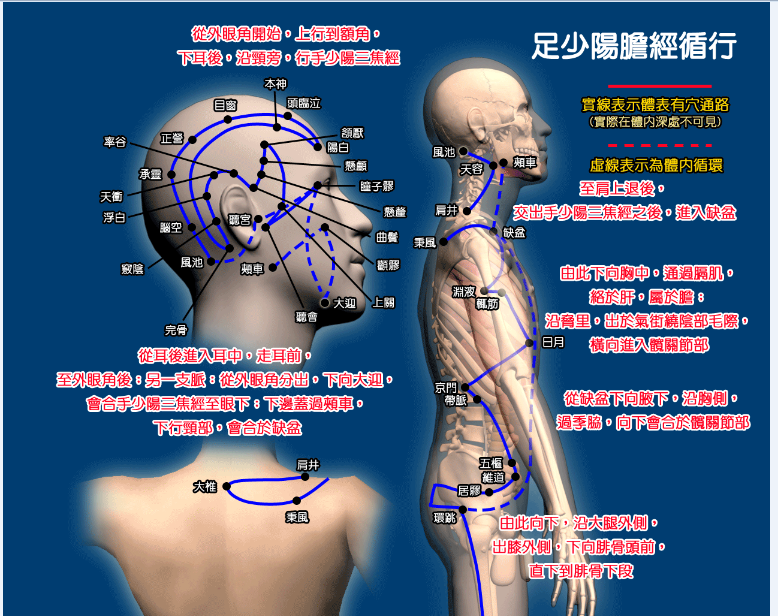 足少陽膽經循行
實線表示體表有穴通路
(實際在體內深處不可見)
虛線表示為體內循環
從外眼角開始，上行到額角，
下耳後，沿頸旁，行手少陽三焦經
本神
目窗
頭臨泣
正營
率谷
頷厭
陽白
承靈
懸顱
天衝
瞳子髎
浮白
懸釐
腦空
聽宮
曲鬢
竅陰
風池
頰車
顴髎
大迎
上關
聽會
完骨
從耳後進入耳中，走耳前，
至外眼角後；另一支脈：從外眼角分出，下向大迎，
會合手少陽三焦經至眼下；下邊蓋過頰車，
下行頸部，會合於缺盆
肩井
大椎
秉風
風池
頰車
天容
肩井
缺盆
秉風
至肩上退後，
交出手少陽三焦經之後，進入缺盆
由此下向胸中，通過膈肌，
絡於肝，屬於膽；
沿脅里，出於氣街繞陰部毛際，
橫向進入髖關節部
淵液
輒筋
日月
京門
帶脈
從缺盆下向腋下，沿胸側，
過季脇，向下會合於髖關節部
五樞
維道
居髎
環跳
由此向下，沿大腿外側，
出膝外側，下向腓骨頭前，
直下到腓骨下段